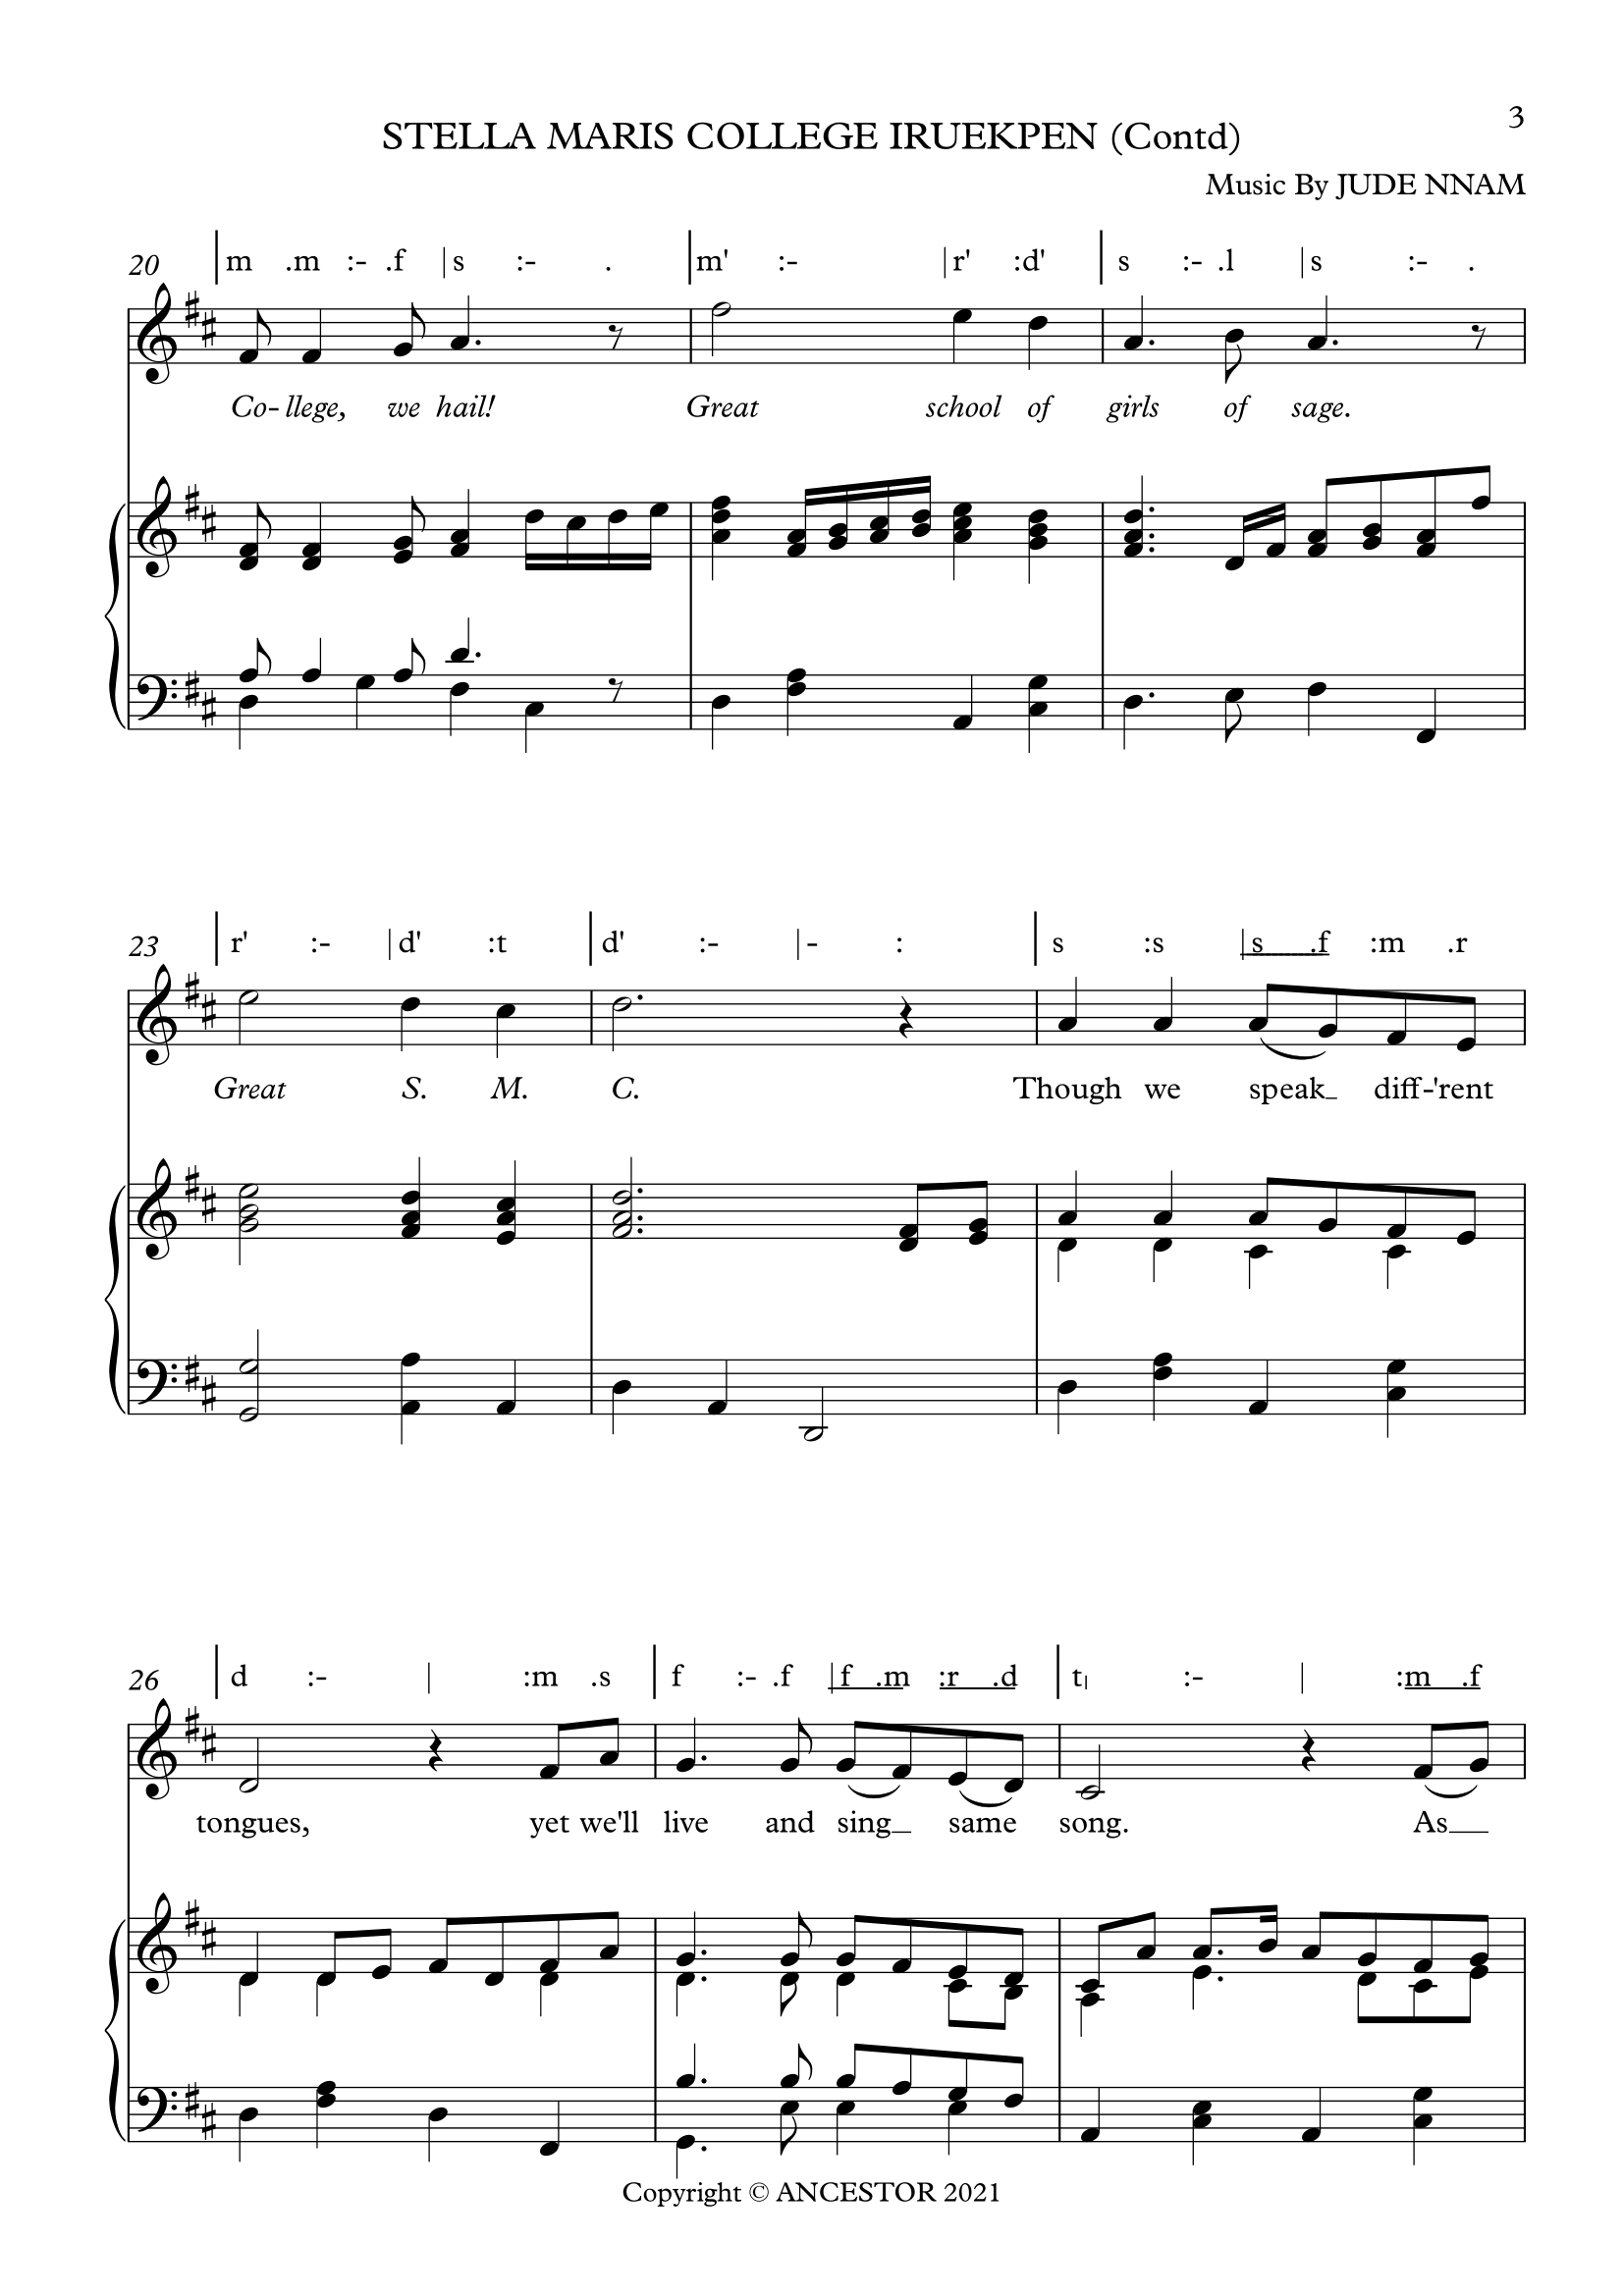 3
STELLA MARIS COLLEGE IRUEKPEN (Contd)
Music By JUDE NNAM
20 |m .m :- .f |s :- . |m' :- |r' :d' |s :- .l |s :- .
Co- llege, we hail! Great school of girls of sage.
23 |r' :- |d' :t |d' :- |- : |s :s |s .f :m .r
Great S. M. C. Though we speak_ diff-'rent
26 |d :- | :m .s |f :- .f |f .m :r .d |t, :- | :m .f
tongues, yet we'll live and sing_ same song. As_
Copyright © ANCESTOR 2021